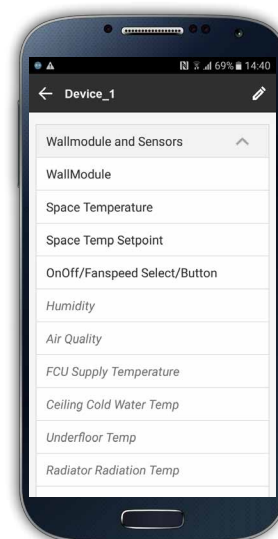 69% 14:40
Device_1
Wallmodule and Sensors
WallModule
Space Temperature
Space Temp Setpoint
OnOff/Fanspeed Select/Button
Humidity
Air Quality
FCU Supply Temperature
Ceiling Cold Water Temp
Underfloor Temp
Radiator Radiation Temp